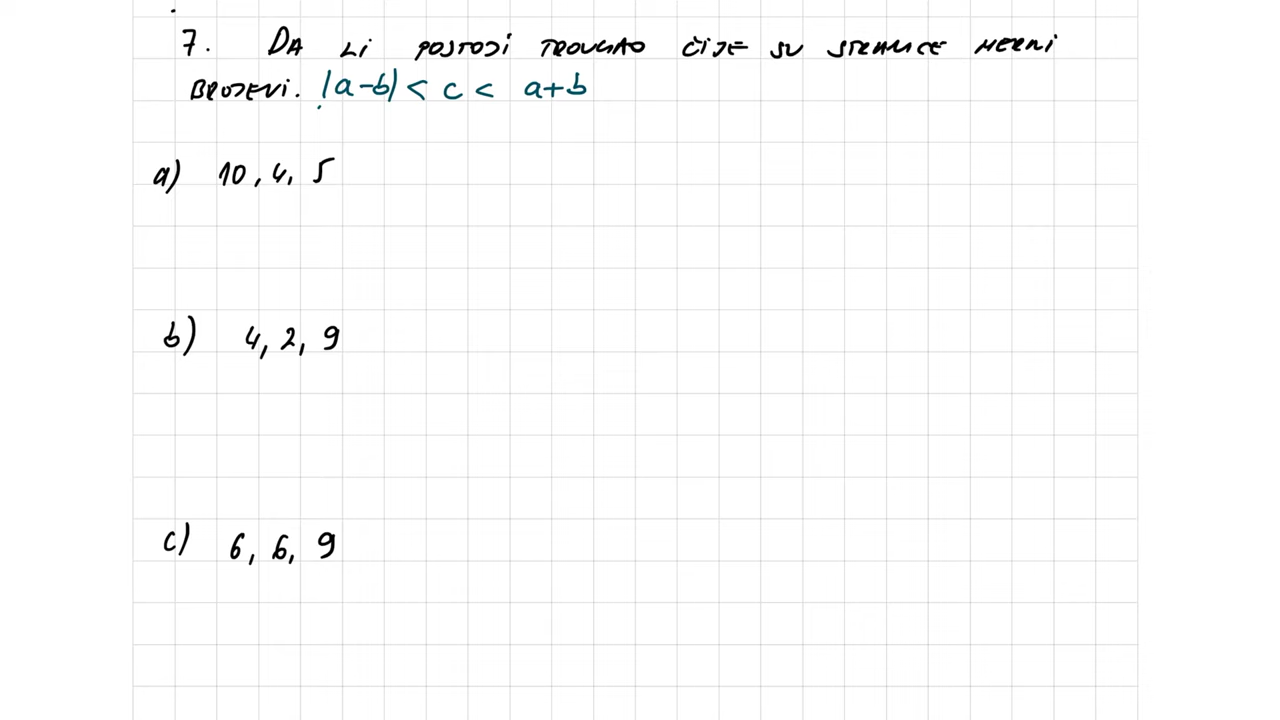 7. DA LI POSTOJI TROUGAO ČIJE SU STRANICE MERNI
BROJEVI. |a-b| < c < a+b
a) 10, 4, 5
b) 4, 2, 9
c) 6, 6, 9